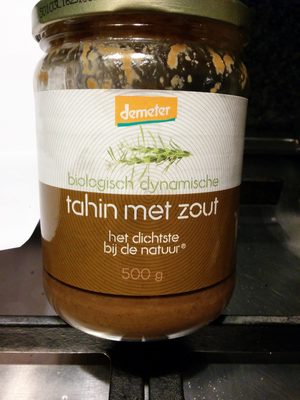 demeter
biologisch dynamische
tahin met zout
het dichtste
bij de natuur®
500 g